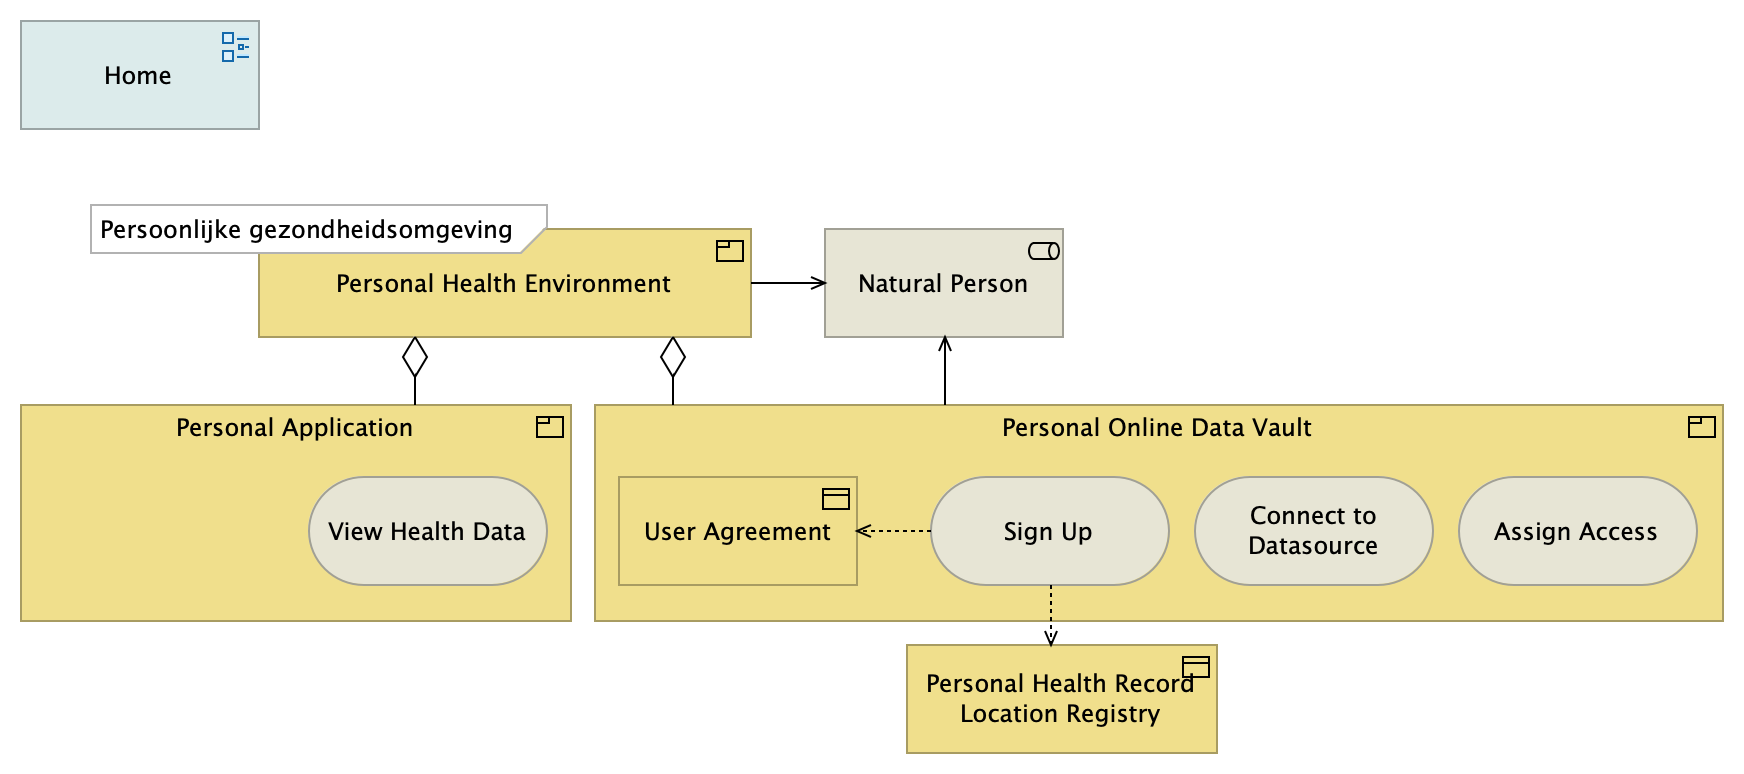 Home
Persoonlijke gezondheidsomgeving
Personal Health Environment
Natural Person
Personal Application
Personal Online Data Vault
View Health Data
User Agreement
Sign Up
Connect to
Datasource
Assign Access
Personal Health Record
Location Registry